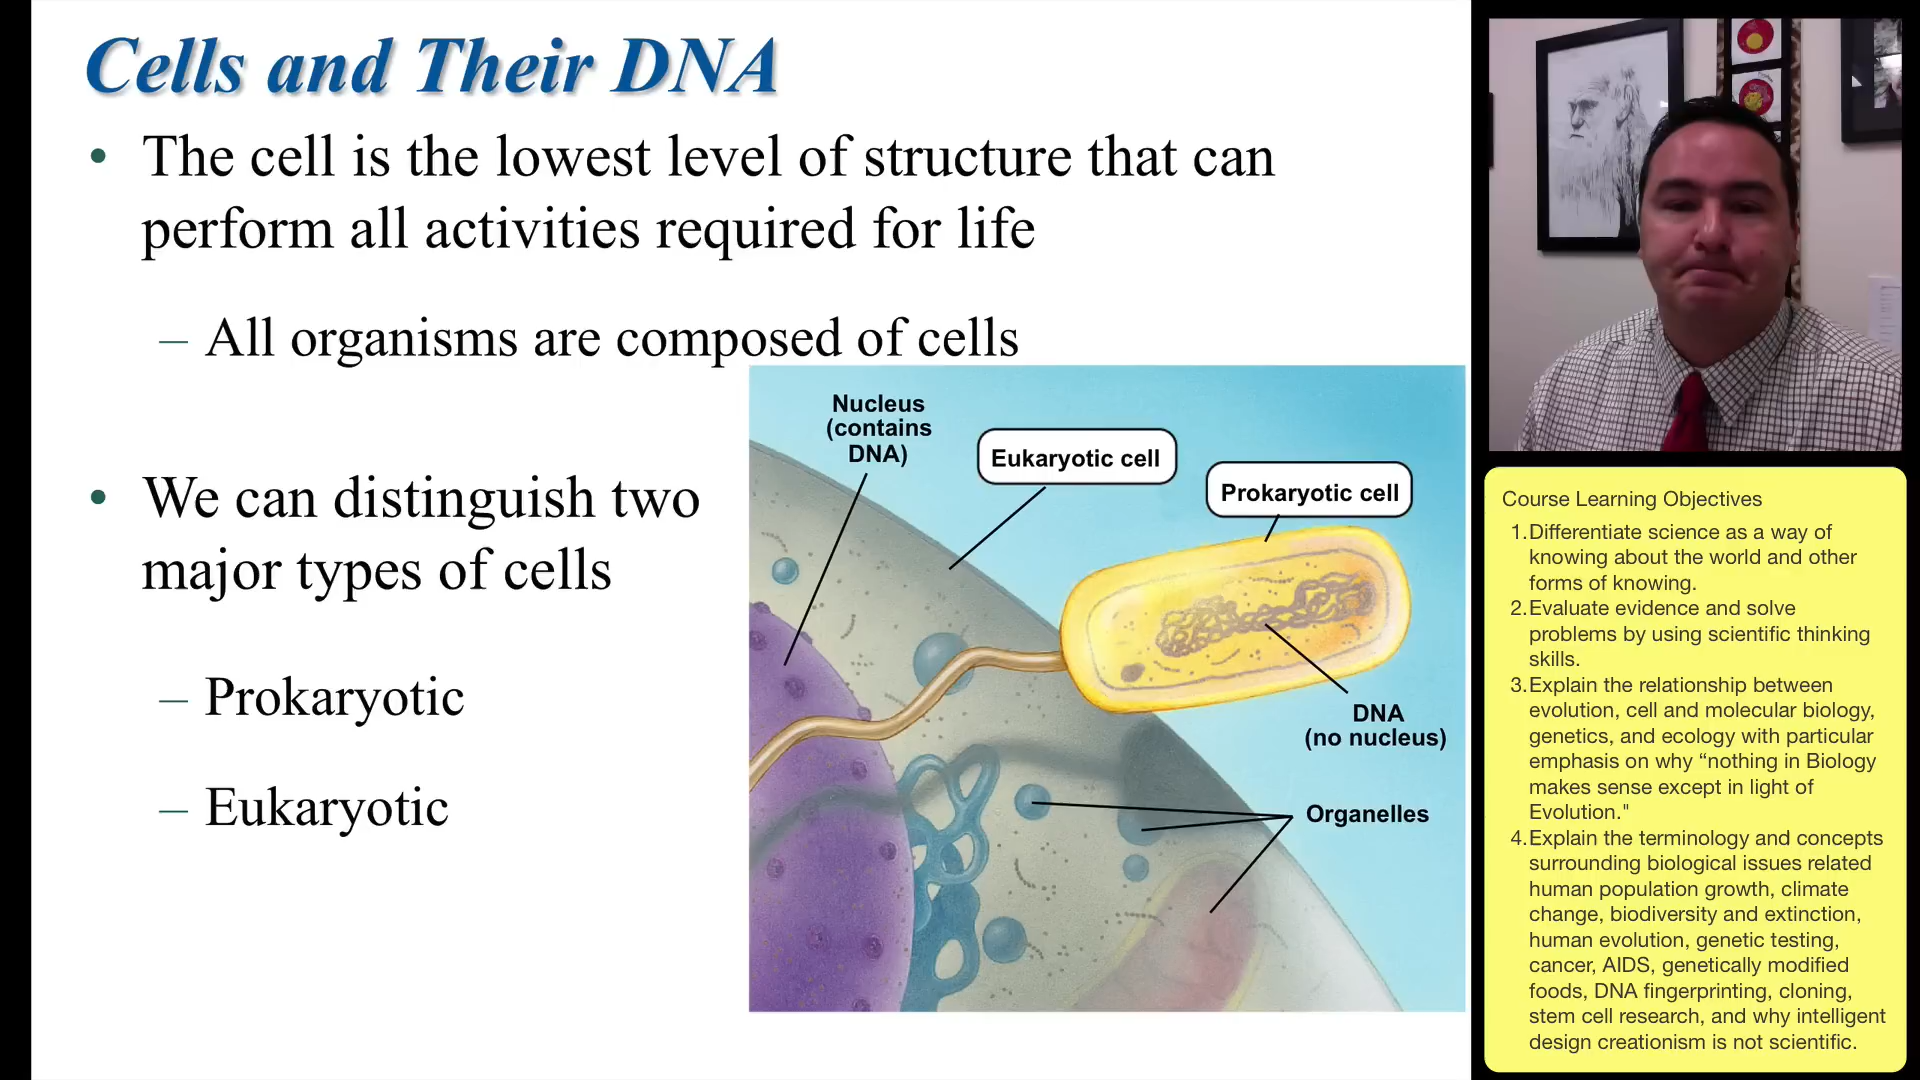 Cells and Their DNA
• The cell is the lowest level of structure that can
perform all activities required for life
– All organisms are composed of cells
• We can distinguish two
major types of cells
– Prokaryotic
– Eukaryotic
Nucleus
(contains
DNA)
Eukaryotic cell
Prokaryotic cell
DNA
(no nucleus)
Organelles
Course Learning Objectives
1.Differentiate science as a way of
knowing about the world and other
forms of knowing.
2.Evaluate evidence and solve
problems by using scientific thinking
skills.
3.Explain the relationship between
evolution, cell and molecular biology,
genetics, and ecology with particular
emphasis on why “nothing in Biology
makes sense except in light of
Evolution."
4.Explain the terminology and concepts
surrounding biological issues related
human population growth, climate
change, biodiversity and extinction,
human evolution, genetic testing,
cancer, AIDS, genetically modified
foods, DNA fingerprinting, cloning,
stem cell research, and why intelligent
design creationism is not scientific.